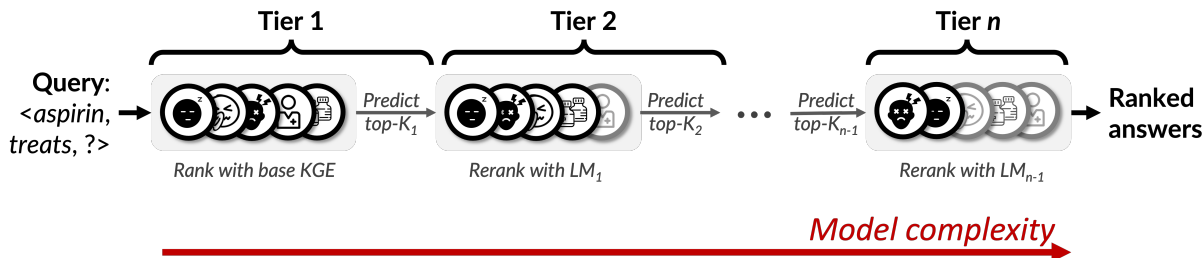 Tier 1
Tier 2
Tier n
Query:
<aspirin,
treats, ?>
Predict
top-K1
Predict
top-K2
...
Predict
top-Kn-1
Ranked
answers
Rank with base KGE
Rerank with LM1
Rerank with LMn-1
Model complexity